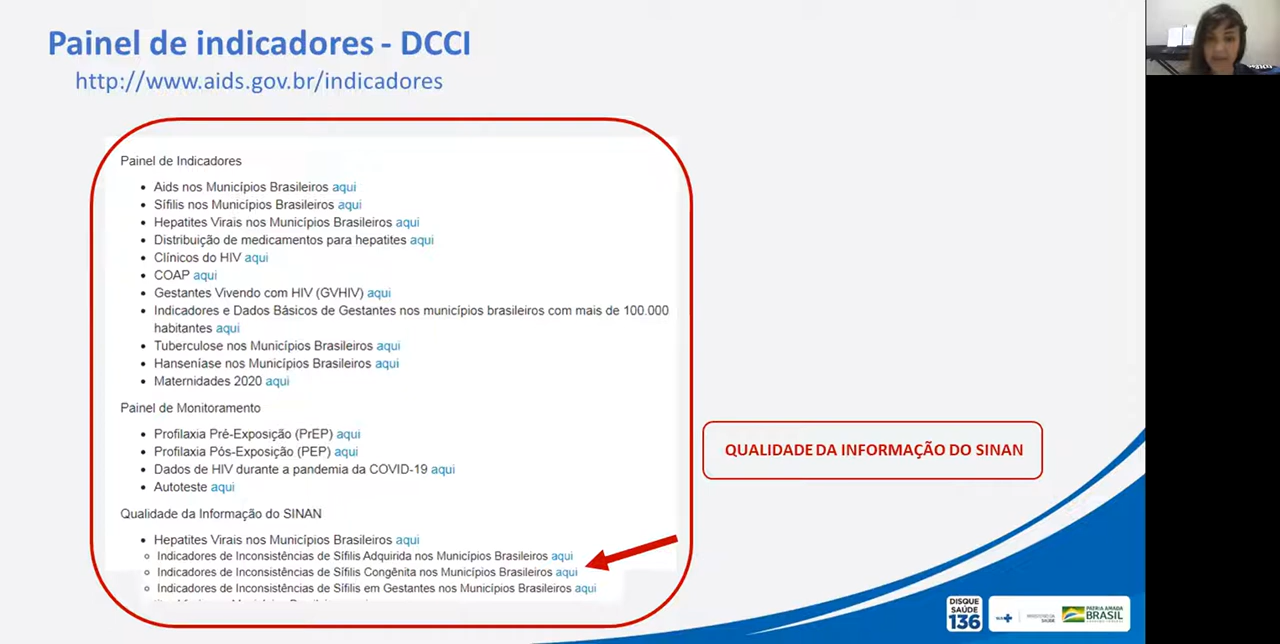 Painel de indicadores - DCCI
http://www.aids.gov.br/indicadores
Painel de Indicadores
Aids nos Municípios Brasileiros aqui
Sífilis nos Municípios Brasileiros aqui
Hepatites Virais nos Municípios Brasileiros aqui
Distribuição de medicamentos para hepatites aqui
Clínicos do HIV aqui
COAP aqui
Gestantes Vivendo com HIV (GVHIV) aqui
Indicadores e Dados Básicos de Gestantes nos municípios brasileiros com mais de 100.000
habitantes aqui
Tuberculose nos Municípios Brasileiros aqui
Hanseníase nos Municípios Brasileiros aqui
Maternidades 2020 aqui
Painel de Monitoramento
Profilaxia Pré-Exposição (PrEP) aqui
Profilaxia Pós-Exposição (PEP) aqui
Dados de HIV durante a pandemia da COVID-19 aqui
Autoteste aqui
Qualidade da Informação do SINAN
Hepatites Virais nos Municípios Brasileiros aqui
Indicadores de Inconsistências de Sífilis Adquirida nos Municípios Brasileiros aqui
Indicadores de Inconsistências de Sífilis Congênita nos Municípios Brasileiros aqui
Indicadores de Inconsistências de Sífilis em Gestantes nos Municípios Brasileiros aqui
QUALIDADE DA INFORMAÇÃO DO SINAN
DISQUE
SAÚDE
136
SUS
MINISTÉRIO DA
SAÚDE
PÁTRIA AMADA
BRASIL